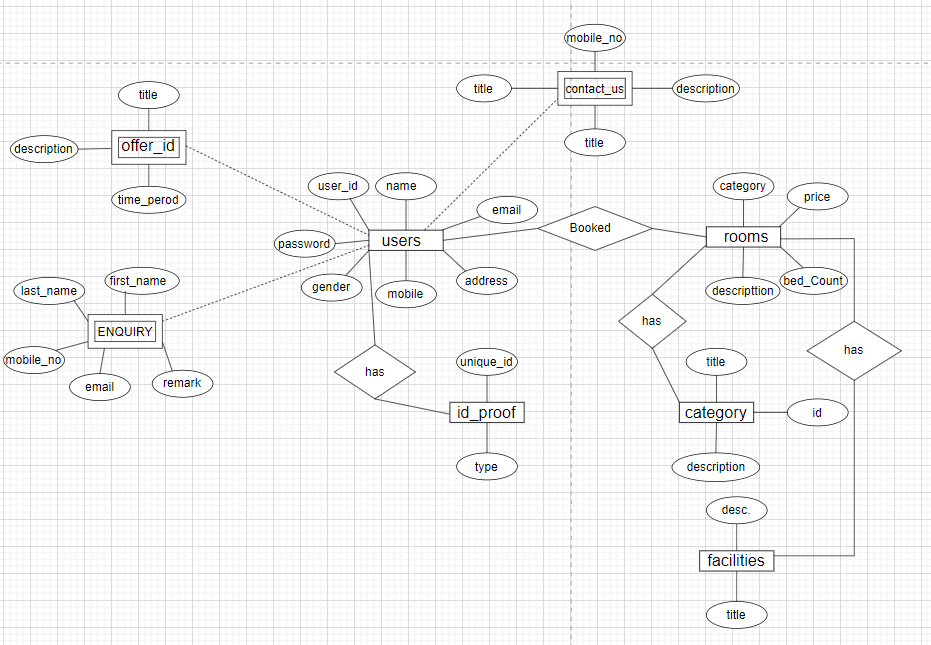 mobile_no
title
contact_us
description
title
title
offer_id
description
time_perod
user_id
name
email
password
users
gender
mobile
address
Booked
category
price
rooms
descripttion
bed_Count
first_name
last_name
ENQUIRY
mobile_no
email
remark
has
unique_id
id_proof
type
has
has
title
category
id
description
desc.
facilities
title